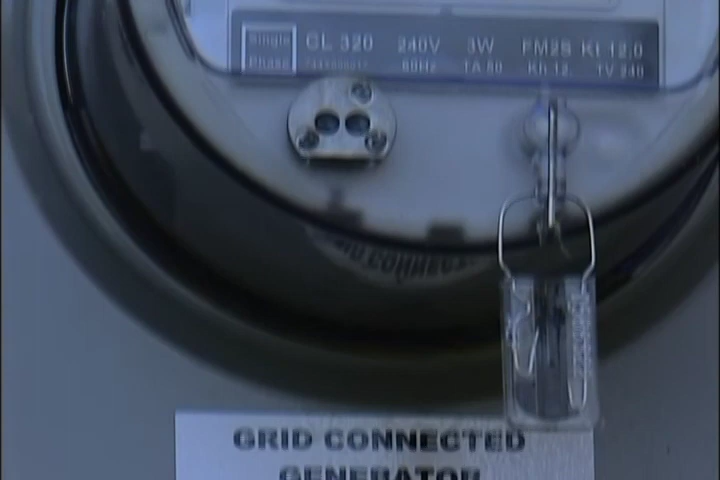 Single
Phase
CL 320 240V 3W FM2S Kt 12.0
60Hz TA 50 Kh 12. TV 240
GRID CONNECTED
GENERATOR